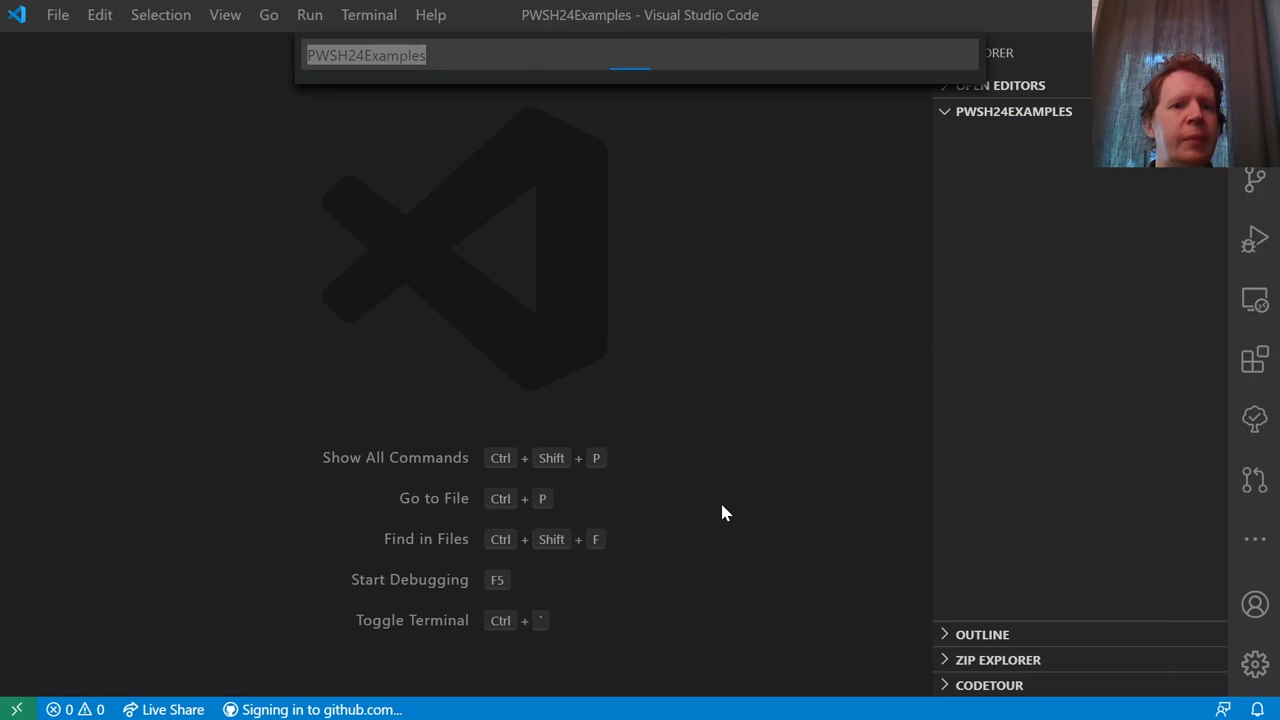 File Edit Selection View Go Run Terminal Help PWSH24Examples - Visual Studio Code
PWSH24Examples
ORER
OPEN EDITORS
PWSH24EXAMPLES
Show All Commands Ctrl + Shift + P
Go to File Ctrl + P
Find in Files Ctrl + Shift + F
Start Debugging F5
Toggle Terminal Ctrl + `
OUTLINE
ZIP EXPLORER
CODETOUR
0 0 Live Share Signing in to github.com...